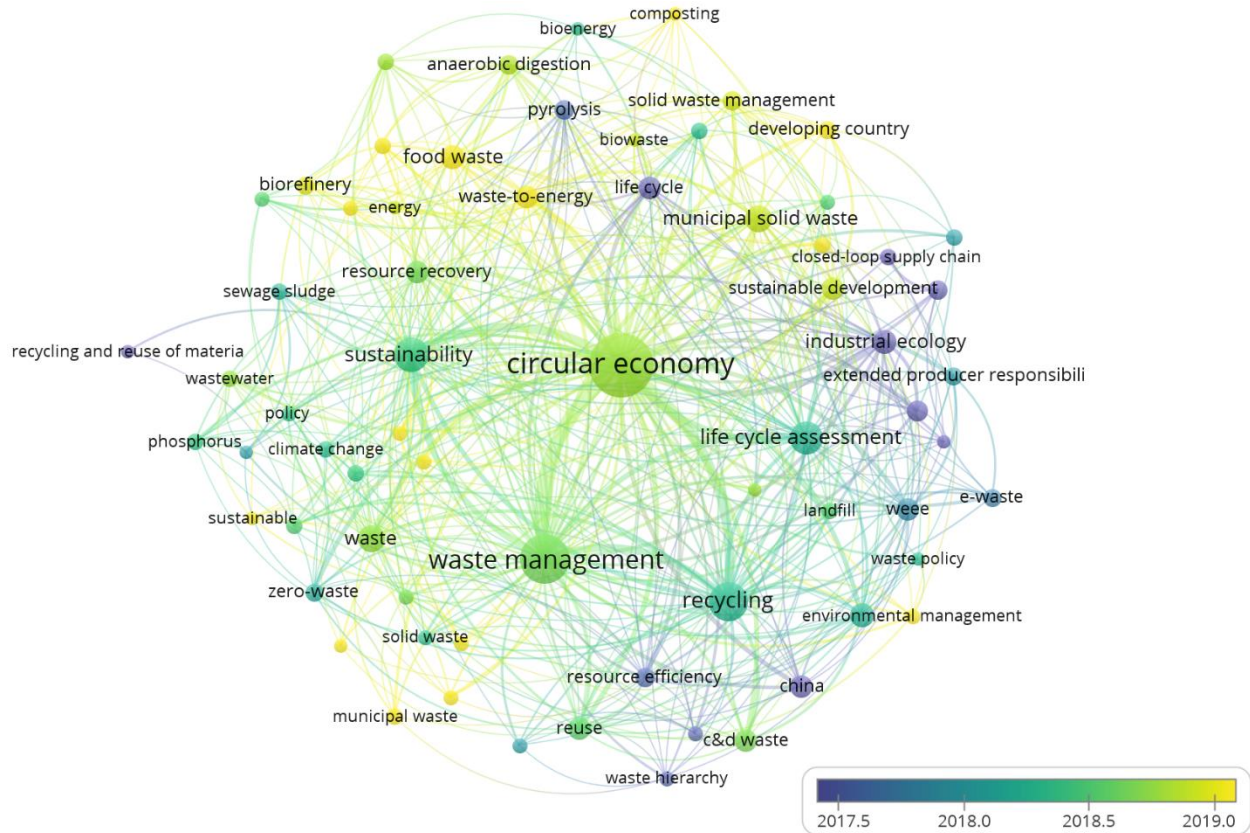 composting
bioenergy
anaerobic digestion
pyrolysis
solid waste management
biowaste
developing country
food waste
biorefinery
energy
waste-to-energy
life cycle
municipal solid waste
closed-loop supply chain
resource recovery
sustainable development
sewage sludge
recycling and reuse of materia
sustainability
circular economy
industrial ecology
wastewater
extended producer responsibili
policy
phosphorus
climate change
life cycle assessment
e-waste
sustainable
landfill
weee
waste
waste management
waste policy
zero-waste
recycling
environmental management
solid waste
resource efficiency
china
municipal waste
reuse
c&d waste
waste hierarchy
2017.5 2018.0 2018.5 2019.0